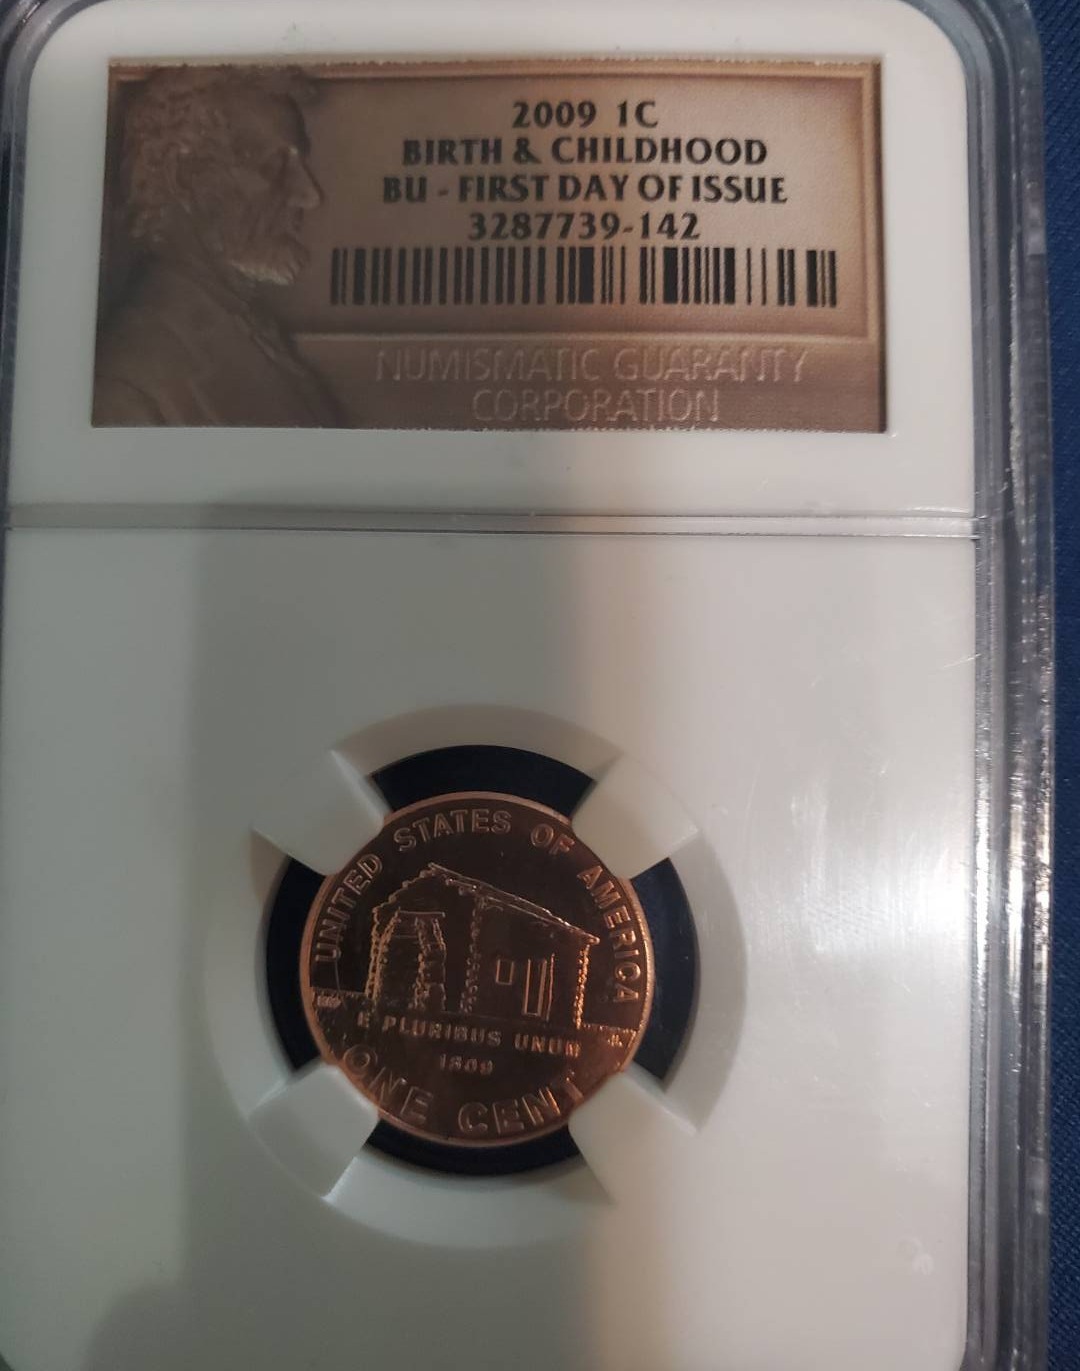 2009 1C
BIRTH & CHILDHOOD
BU - FIRST DAY OF ISSUE
3287739-142
NUMISMATIC GUARANTY
CORPORATION
UNITED STATES OF AMERICA
E PLURIBUS UNUM
1809
ONE CENT